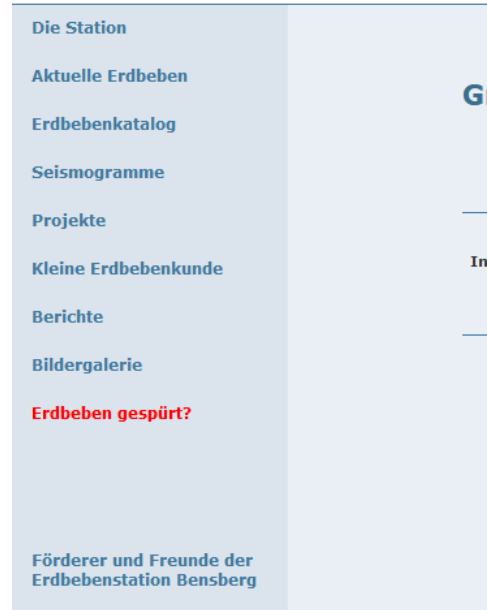 Die Station
Aktuelle Erdbeben
Erdbebenkatalog
Seismogramme
Projekte
Kleine Erdbebenkunde
Berichte
Bildergalerie
Erdbeben gespürt?
Förderer und Freunde der
Erdbebenstation Bensberg